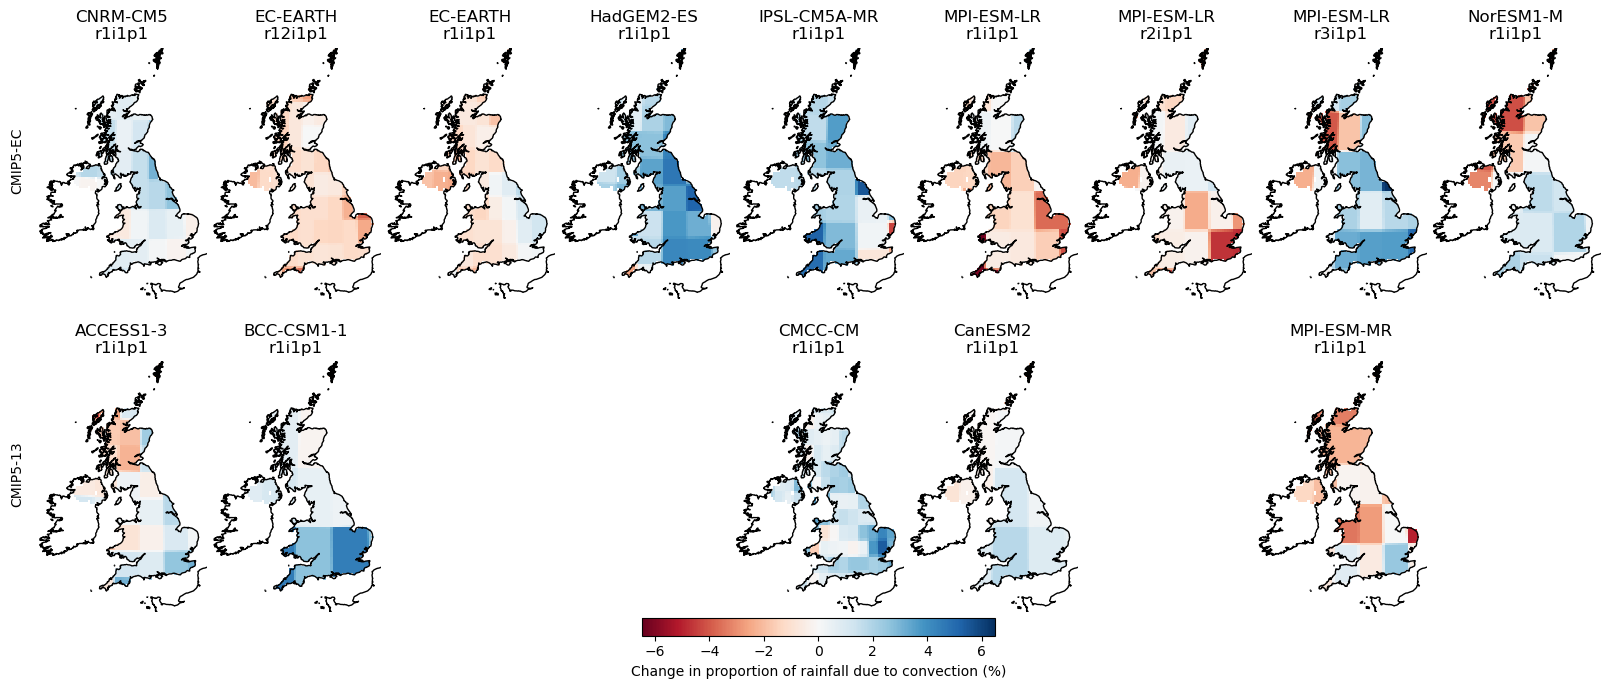 CNRM-CM5
r1i1p1
EC-EARTH
r12i1p1
EC-EARTH
r1i1p1
HadGEM2-ES
r1i1p1
IPSL-CM5A-MR
r1i1p1
MPI-ESM-LR
r1i1p1
MPI-ESM-LR
r2i1p1
MPI-ESM-LR
r3i1p1
NorESM1-M
r1i1p1
CMIP5-EC
ACCESS1-3
r1i1p1
BCC-CSM1-1
r1i1p1
CMCC-CM
r1i1p1
CanESM2
r1i1p1
MPI-ESM-MR
r1i1p1
CMIP5-13
−6 −4 −2 0 2 4 6
Change in proportion of rainfall due to convection (%)